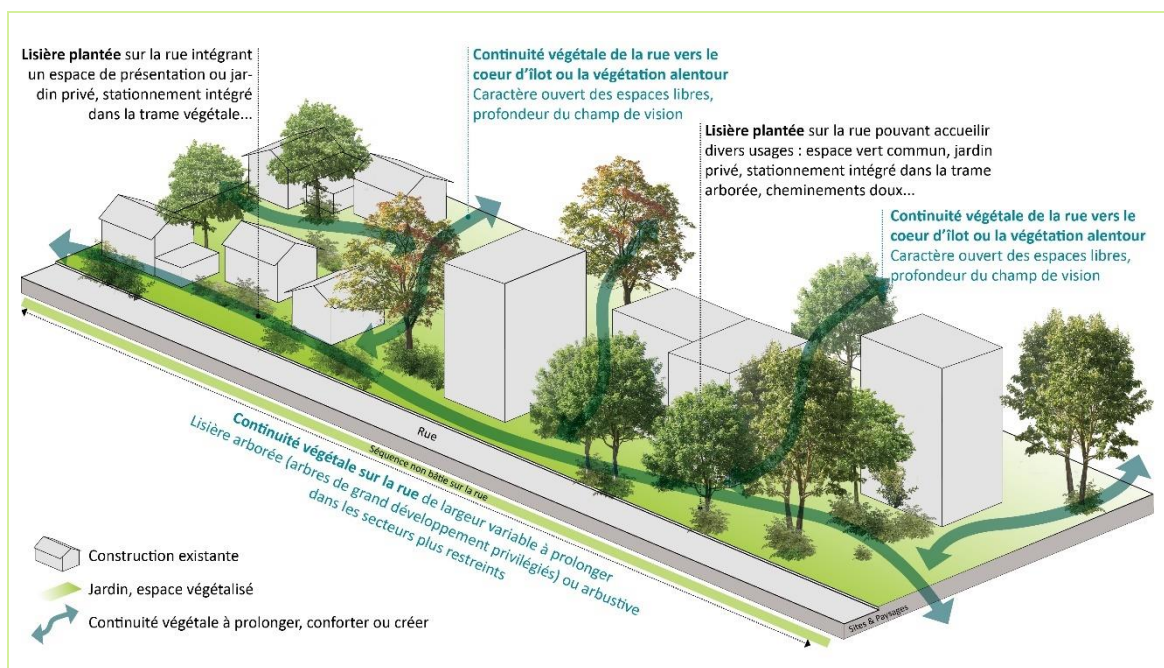 Lisière plantée sur la rue intégrant
un espace de présentation ou jar-
din privé, stationnement intégré
dans la trame végétale...
Continuité végétale de la rue vers le
coeur d'îlot ou la végétation alentour
Caractère ouvert des espaces libres,
profondeur du champ de vision
Lisière plantée sur la rue pouvant accueilir
divers usages : espace vert commun, jardin
privé, stationnement intégré dans la trame
arborée, cheminements doux...
Continuité végétale de la rue vers le
coeur d'îlot ou la végétation alentour
Caractère ouvert des espaces libres,
profondeur du champ de vision
Rue
Séquence non bâtie sur la rue
Continuité végétale sur la rue de largeur variable à prolonger
Lisière arborée (arbres de grand développement privilégiés) ou arbustive
dans les secteurs plus restreints
Sites & Paysages
Construction existante
Jardin, espace végétalisé
Continuité végétale à prolonger, conforter ou créer